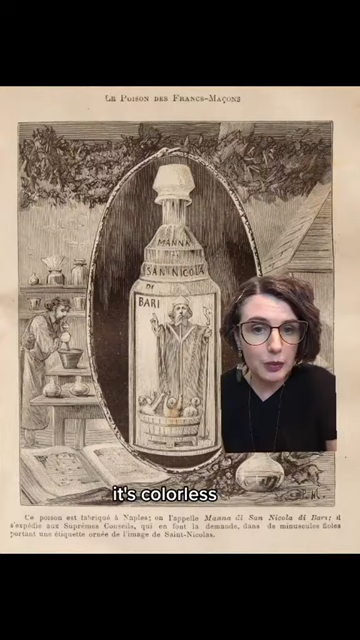 LE POISON DES FRANCS-MAÇONS
MANNA
SAN NICOLA
DI
BARI
it's colorless
Ce poison est fabriqué à Naples; on l'appelle Manna di San Nicola di Bari; il
s'expédie aux Suprêmes Conseils, qui en font la demande, dans de minuscules fioles
portant une étiquette ornée de l'image de Saint-Nicolas.